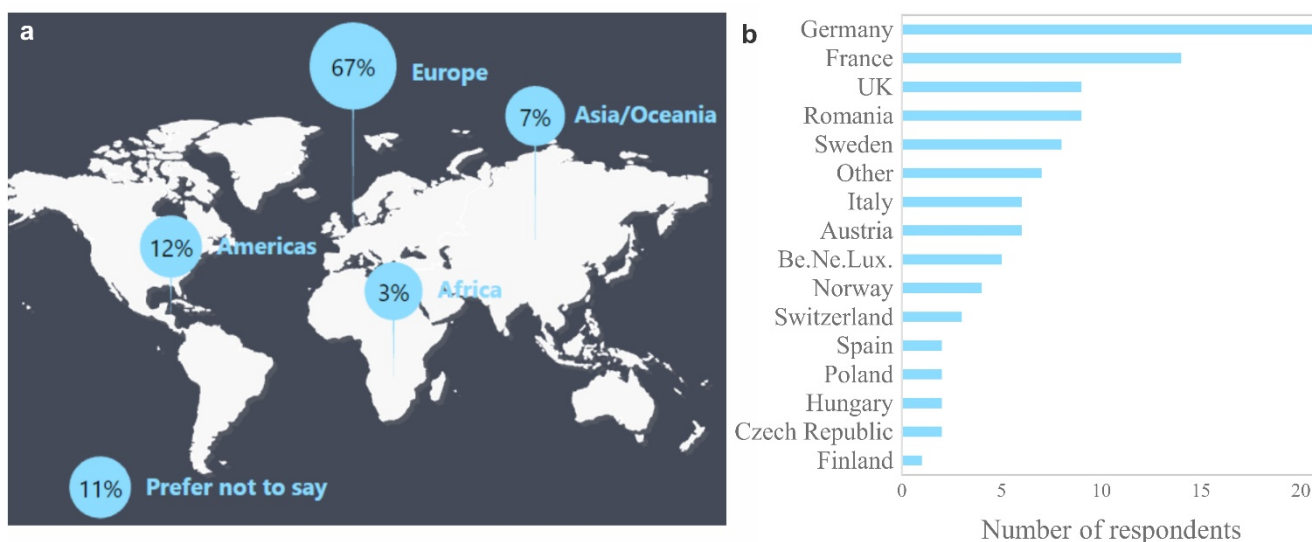 a
67%
Europe
7%
Asia/Oceania
12%
Americas
3%
Africa
11%
Prefer not to say
b
Germany
France
UK
Romania
Sweden
Other
Italy
Austria
Be.Ne.Lux.
Norway
Switzerland
Spain
Poland
Hungary
Czech Republic
Finland
0 5 10 15 20
Number of respondents